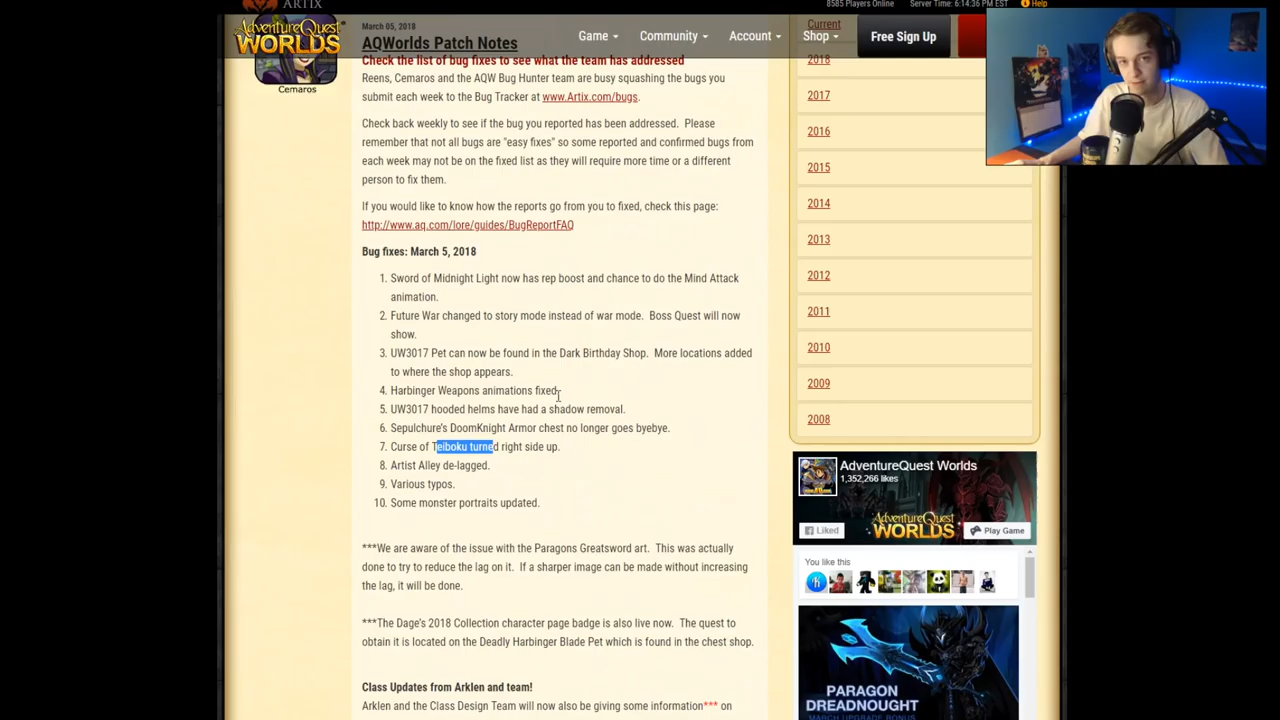 ARTIX
8585 Players Online
Server Time: 6:14:36 PM EST
Help
AdventureQuest
WORLDS
Game
Community
Account
Shop
Free Sign Up
Cemaros
March 05, 2018
AQWorlds Patch Notes
Check the list of bug fixes to see what the team has addressed
Reens, Cemaros and the AQW Bug Hunter team are busy squashing the bugs you
submit each week to the Bug Tracker at www.Artix.com/bugs.
Check back weekly to see if the bug you reported has been addressed. Please
remember that not all bugs are "easy fixes" so some reported and confirmed bugs from
each week may not be on the fixed list as they will require more time or a different
person to fix them.
If you would like to know how the reports go from you to fixed, check this page:
http://www.aq.com/lore/guides/BugReportFAQ
Bug fixes: March 5, 2018
1. Sword of Midnight Light now has rep boost and chance to do the Mind Attack
animation.
2. Future War changed to story mode instead of war mode. Boss Quest will now
show.
3. UW3017 Pet can now be found in the Dark Birthday Shop. More locations added
to where the shop appears.
4. Harbinger Weapons animations fixed.
5. UW3017 hooded helms have had a shadow removal.
6. Sepulchure's DoomKnight Armor chest no longer goes byebye.
7. Curse of Teiboku turned right side up.
8. Artist Alley de-lagged.
9. Various typos.
10. Some monster portraits updated.
***We are aware of the issue with the Paragons Greatsword art. This was actually
done to try to reduce the lag on it. If a sharper image can be made without increasing
the lag, it will be done.
***The Dage's 2018 Collection character page badge is also live now. The quest to
obtain it is located on the Deadly Harbinger Blade Pet which is found in the chest shop.
Class Updates from Arklen and team!
Arklen and the Class Design Team will now also be giving some information*** on
Current
2018
2017
2016
2015
2014
2013
2012
2011
2010
2009
2008
AdventureQuest Worlds
1,352,266 likes
AdventureQuest
WORLDS
Liked
Play Game
You like this
PARAGON
DREADNOUGHT
MARCH UPGRADE BONUS